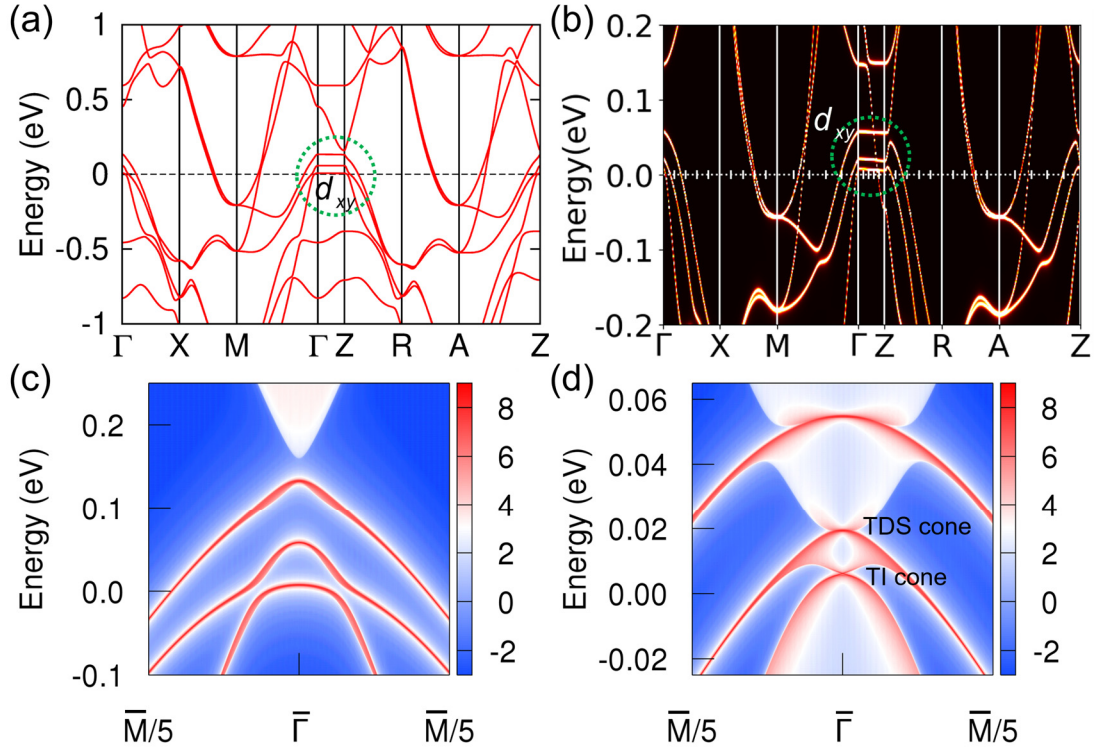 (a)
(b)
Energy (eV)
1
0.5
0
-0.5
-1
d xy
Γ X M Γ Z R A Z
Energy(eV)
0.2
0.1
0.0
-0.1
-0.2
d xy
Γ X M Γ Z R A Z
(c)
(d)
Energy (eV)
0.2
0.1
0.0
-0.1
8
6
4
2
0
-2
M̅/5 Γ̅ M̅/5
Energy (eV)
0.06
0.04
0.02
0.00
-0.02
TDS cone
TI cone
8
6
4
2
0
-2
M̅/5 Γ̅ M̅/5